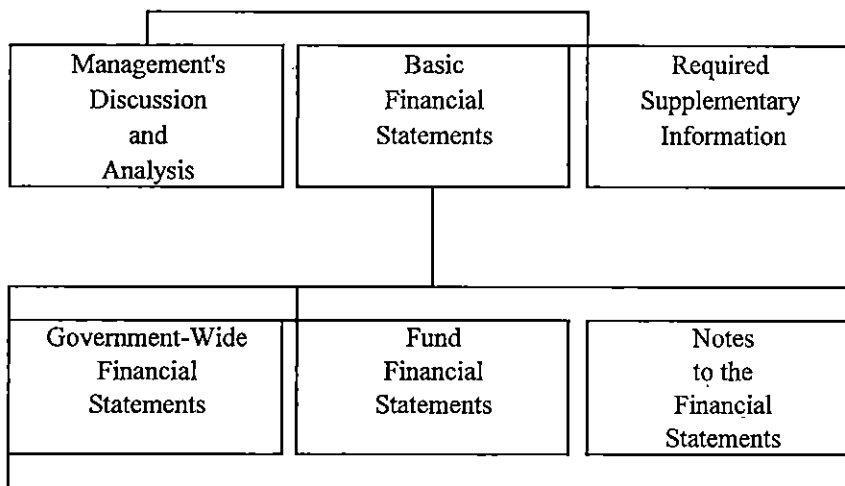 Management's
Discussion
and
Analysis
Basic
Financial
Statements
Required
Supplementary
Information
Government-Wide
Financial
Statements
Fund
Financial
Statements
Notes
to the
Financial
Statements